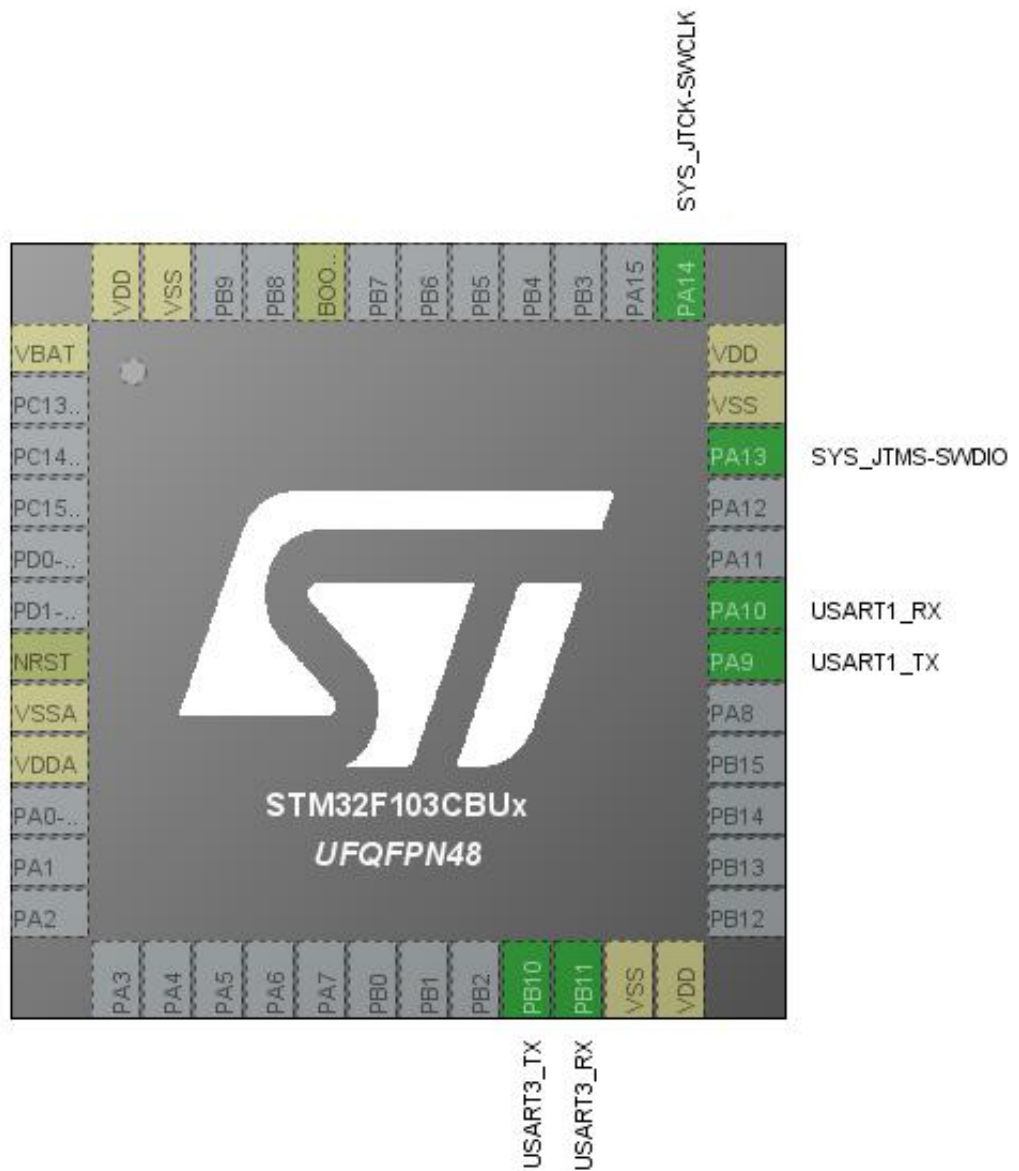 SYS_JTCK-SWCLK
VDD
VSS
PB9
PB8
BOO..
PB7
PB6
PB5
PB4
PB3
PA15
PA14
VBAT
PC13..
PC14..
PC15..
PD0-..
PD1-..
NRST
VSSA
VDDA
PA0-..
PA1
PA2
VDD
VSS
PA13 SYS_JTMS-SWDIO
PA12
PA11
PA10 USART1_RX
PA9 USART1_TX
PA8
PB15
PB14
PB13
PB12
STM32F103CBUx
UFQFPN48
PA3
PA4
PA5
PA6
PA7
PB0
PB1
PB2
PB10
PB11
VSS
VDD
USART3_TX
USART3_RX